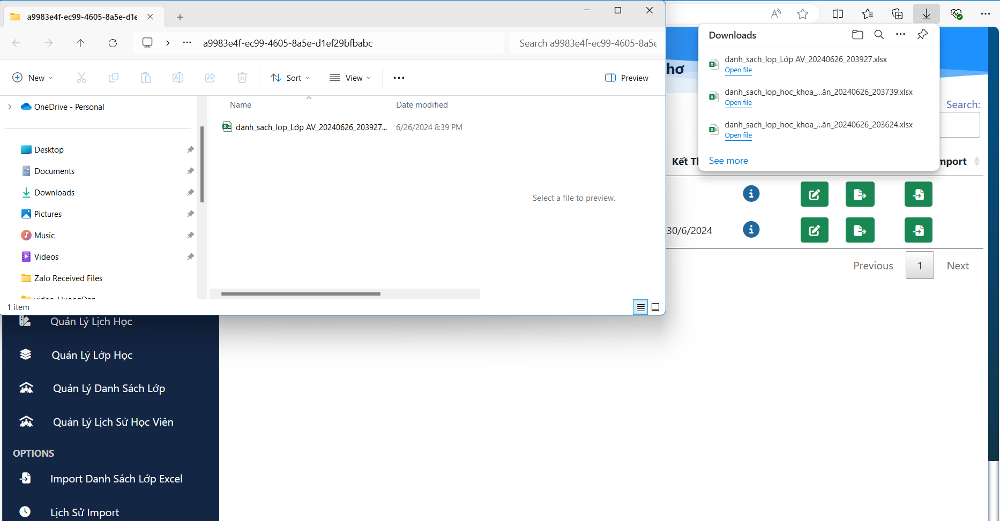 a9983e4f-ec99-4605-8a5e-d1e
a9983e4f-ec99-4605-8a5e-d1ef29bfbabc
Search a9983e4f-ec99-4605-8a5e
New
Sort
View
Preview
OneDrive - Personal
Desktop
Documents
Downloads
Pictures
Music
Videos
Zalo Received Files
video_HuongDan
Name
Date modified
danh_sach_lop_Lớp AV_20240626_203927...
6/26/2024 8:39 PM
Select a file to preview.
1 item
Downloads
danh_sach_lop_Lớp AV_20240626_203927.xlsx
Open file
danh_sach_lop_hoc_khoa_...ăn_20240626_203739.xlsx
Open file
danh_sach_lop_hoc_khoa_...ăn_20240626_203624.xlsx
Open file
See more
hơ
Search:
Kết Th
mport
30/6/2024
Previous
1
Next
Quản Lý Lịch Học
Quản Lý Lớp Học
Quản Lý Danh Sách Lớp
Quản Lý Lịch Sử Học Viên
OPTIONS
Import Danh Sách Lớp Excel
Lịch Sử Import